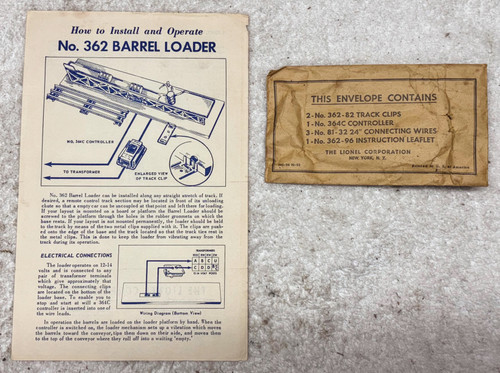 How to Install and Operate
No. 362 BARREL LOADER
NO. 364C CONTROLLER
TO TRANSFORMER
ENLARGED VIEW
OF TRACK CLIP
No. 362 Barrel Loader can be installed along any straight stretch of track. If
desired, a remote control track section may be located in front of its unloading
chute so that a empty car can be uncoupled at that point and left there for loading.
If your layout is mounted on a board or platform the Barrel Loader should be
screwed to the platform through the holes in the rubber grommets on which the
base rests. If your layout is not mounted permanently, the loader should be held
to the track by means of the two metal clips supplied with it. The clips are push-
ed onto the edge of the base and the track located so that the track ties rest in
the metal clips. This is done to keep the loader from vibrating away from the
track during its operation.
ELECTRICAL CONNECTIONS
The loader operates on 12-14
volts and is connected to any
pair of transformer terminals
which give approximately that
voltage. The connecting clips
are located on the bottom of the
loader base. To enable you to
stop and start at will a 364C
controller is inserted into one of
the wire leads.
TRANSFORMER
A B C U
C D D
Wiring Diagram (Bottom View)
In operation the barrels are loaded on the loader platform by hand. When the
controller is switched on, the loader mechanism sets up a vibration which moves
the barrels toward the conveyor, tips them down on their side, and moves them
to the top of the conveyor where they roll off into a waiting "empty."
THIS ENVELOPE CONTAINS
2-No. 362-82 TRACK CLIPS
1-No. 364C CONTROLLER
3-No. 81-22 24" CONNECTING WIRES
1-No. 362-96 INSTRUCTION LEAFLET
THE LIONEL CORPORATION
NEW YORK, N. Y.